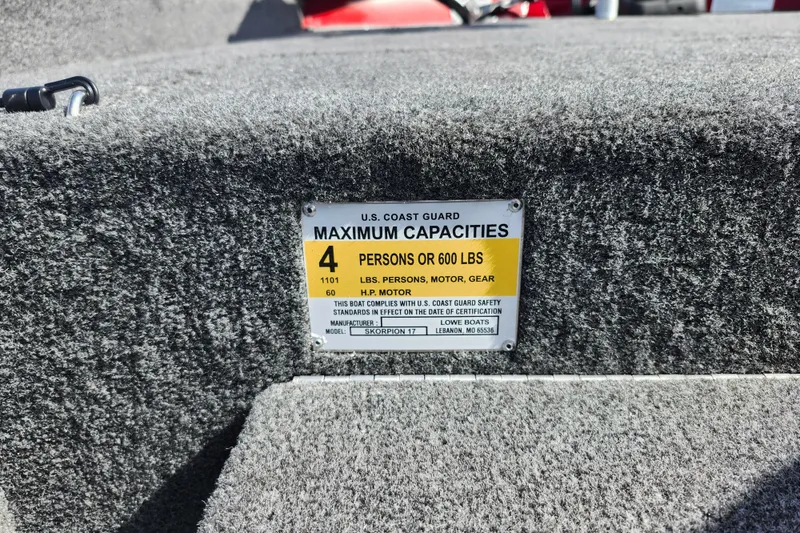 U.S. COAST GUARD
MAXIMUM CAPACITIES
4 PERSONS OR 600 LBS
1101 LBS. PERSONS, MOTOR, GEAR
60 H.P. MOTOR
THIS BOAT COMPLIES WITH U.S. COAST GUARD SAFETY
STANDARDS IN EFFECT ON THE DATE OF CERTIFICATION
MANUFACTURER: LOWE BOATS
MODEL: SKORPION 17 LEBANON, MO 65536